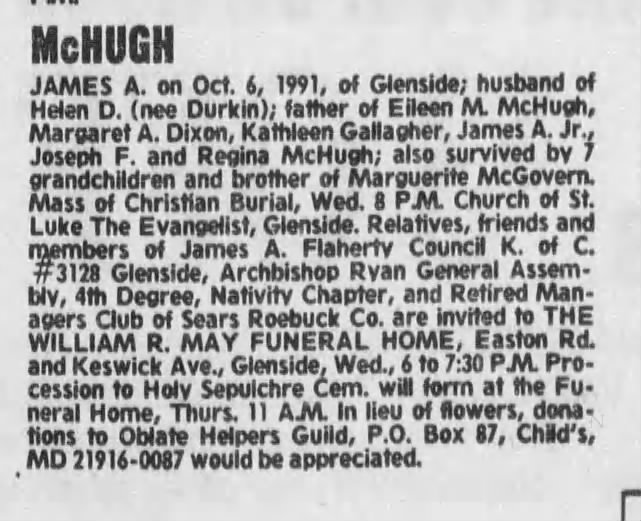 McHUGH
JAMES A. on Oct. 6, 1991, of Glenside; husband of
Helen D. (nee Durkin); father of Eileen M. McHugh,
Margaret A. Dixon, Kathleen Gallagher, James A. Jr.,
Joseph F. and Regina McHugh; also survived by 7
grandchildren and brother of Marguerite McGovern.
Mass of Christian Burial, Wed. 8 P.M. Church of St.
Luke The Evangelist, Glenside. Relatives, friends and
members of James A. Flaherty Council K. of C.
#3128 Glenside, Archbishop Ryan General Assem-
bly, 4th Degree, Nativity Chapter, and Retired Man-
agers Club of Sears Roebuck Co. are invited to THE
WILLIAM R. MAY FUNERAL HOME, Easton Rd.
and Keswick Ave., Glenside, Wed., 6 to 7:30 P.M. Pro-
cession to Holy Sepulchre Cem. will form at the Fu-
neral Home, Thurs. 11 A.M. In lieu of flowers, dona-
tions to Oblate Helpers Guild, P.O. Box 87, Child's,
MD 21916-0087 would be appreciated.